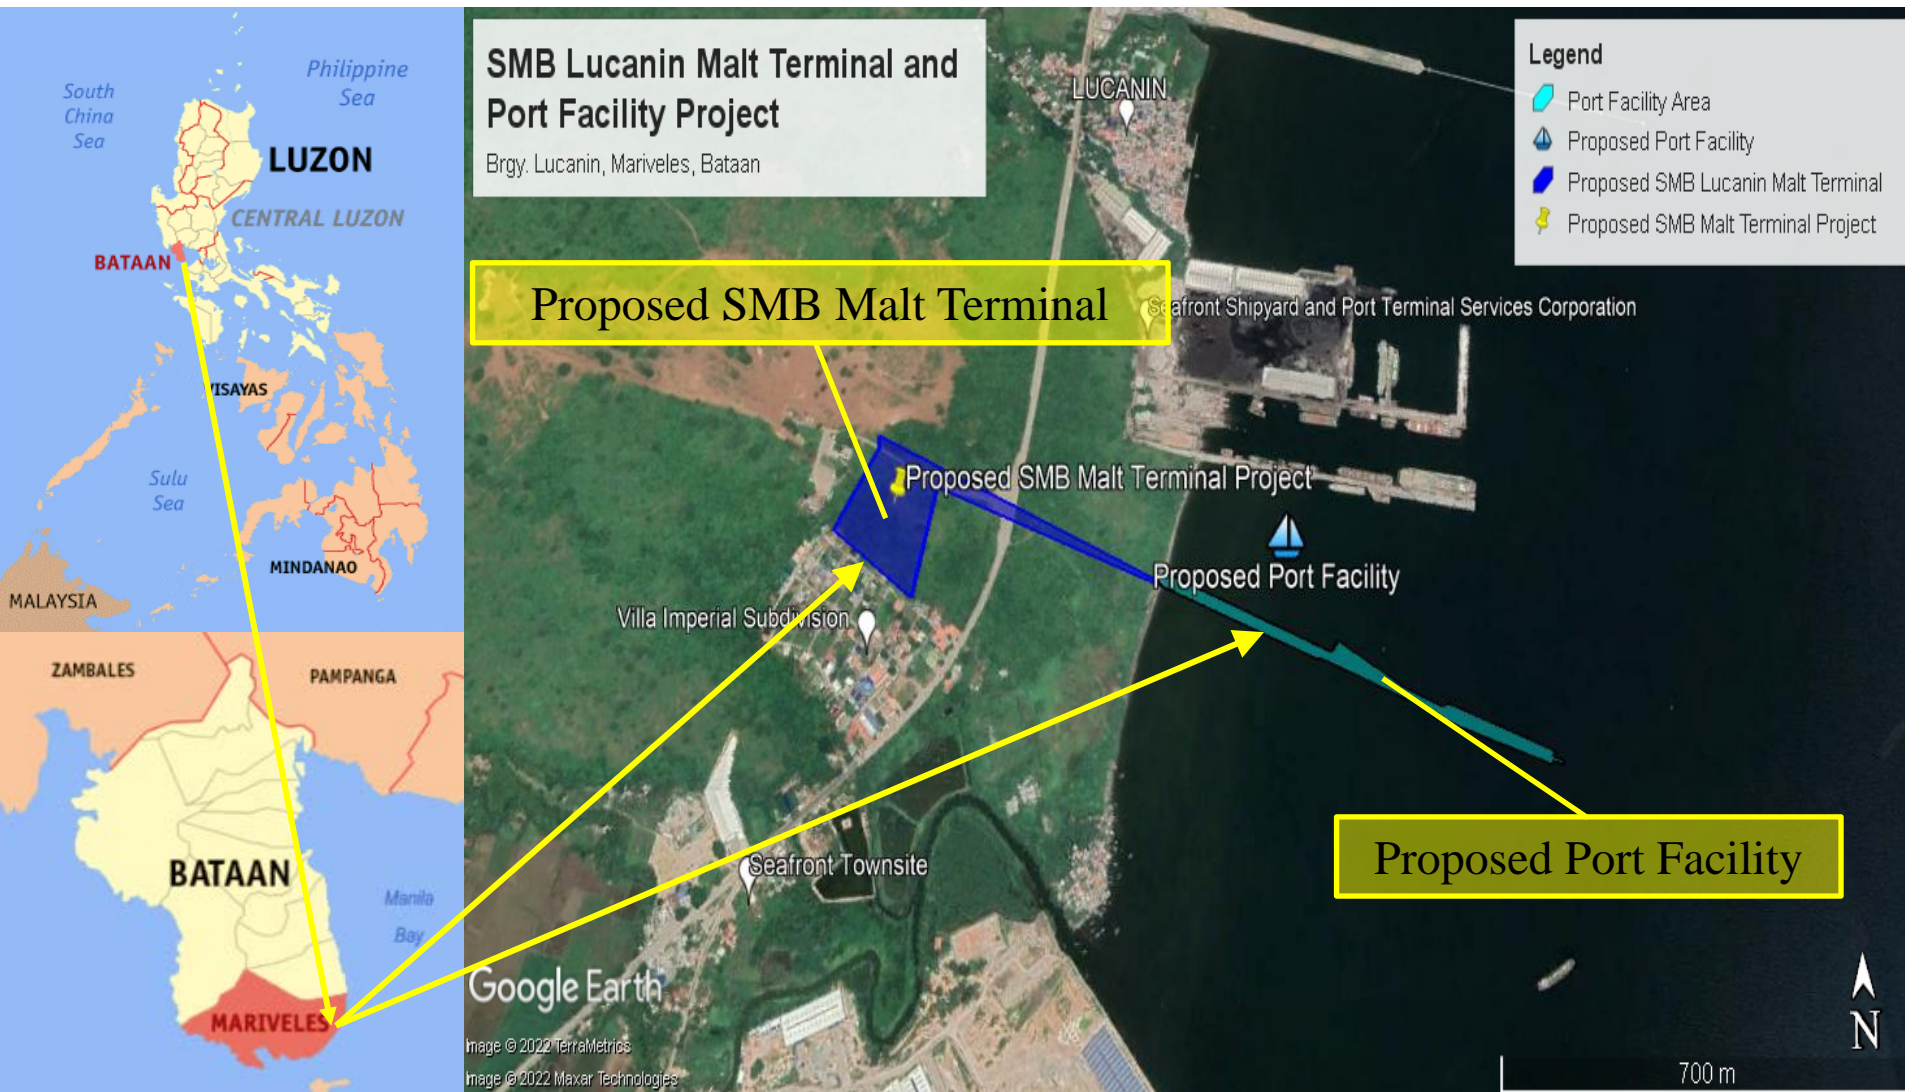 Philippine
Sea
South
China
Sea
LUZON
CENTRAL LUZON
BATAAN
VISAYAS
Sulu
Sea
MINDANAO
MALAYSIA
ZAMBALES
PAMPANGA
BATAAN
Manila
Bay
MARIVELES
SMB Lucanin Malt Terminal and
Port Facility Project
Brgy. Lucanin, Mariveles, Bataan
Legend
Port Facility Area
Proposed Port Facility
Proposed SMB Lucanin Malt Terminal
Proposed SMB Malt Terminal Project
LUCANIN
Proposed SMB Malt Terminal
Seafront Shipyard and Port Terminal Services Corporation
Proposed SMB Malt Terminal Project
Proposed Port Facility
Villa Imperial Subdivision
Proposed Port Facility
Seafront Townsite
Google Earth
Image © 2022 TerraMetrics
Image © 2022 Maxar Technologies
N
700 m